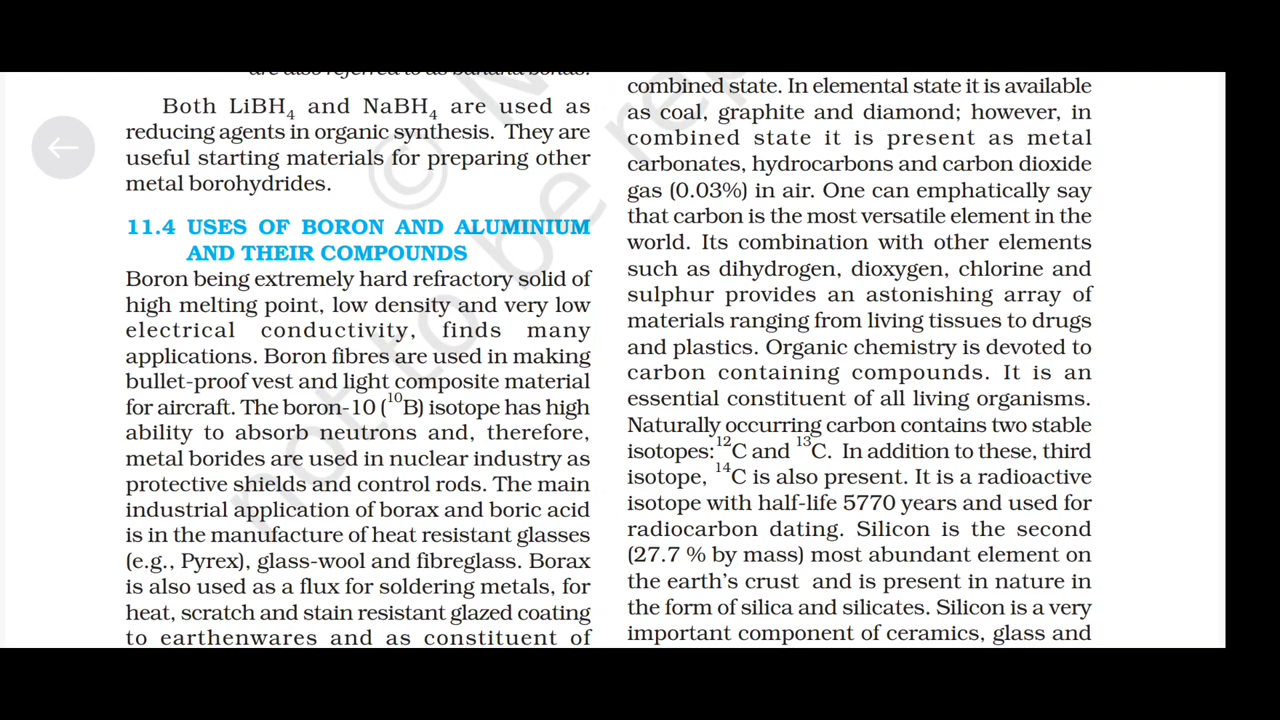 are also referred to as banana bonds.
Both LiBH₄ and NaBH₄ are used as
reducing agents in organic synthesis. They are
useful starting materials for preparing other
metal borohydrides.
11.4 USES OF BORON AND ALUMINIUM
AND THEIR COMPOUNDS
Boron being extremely hard refractory solid of
high melting point, low density and very low
electrical conductivity, finds many
applications. Boron fibres are used in making
bullet-proof vest and light composite material
for aircraft. The boron-10 (¹⁰B) isotope has high
ability to absorb neutrons and, therefore,
metal borides are used in nuclear industry as
protective shields and control rods. The main
industrial application of borax and boric acid
is in the manufacture of heat resistant glasses
(e.g., Pyrex), glass-wool and fibreglass. Borax
is also used as a flux for soldering metals, for
heat, scratch and stain resistant glazed coating
to earthenwares and as constituent of
combined state. In elemental state it is available
as coal, graphite and diamond; however, in
combined state it is present as metal
carbonates, hydrocarbons and carbon dioxide
gas (0.03%) in air. One can emphatically say
that carbon is the most versatile element in the
world. Its combination with other elements
such as dihydrogen, dioxygen, chlorine and
sulphur provides an astonishing array of
materials ranging from living tissues to drugs
and plastics. Organic chemistry is devoted to
carbon containing compounds. It is an
essential constituent of all living organisms.
Naturally occurring carbon contains two stable
isotopes: ¹²C and ¹³C. In addition to these, third
isotope, ¹⁴C is also present. It is a radioactive
isotope with half-life 5770 years and used for
radiocarbon dating. Silicon is the second
(27.7 % by mass) most abundant element on
the earth's crust and is present in nature in
the form of silica and silicates. Silicon is a very
important component of ceramics, glass and
© N
not to be re